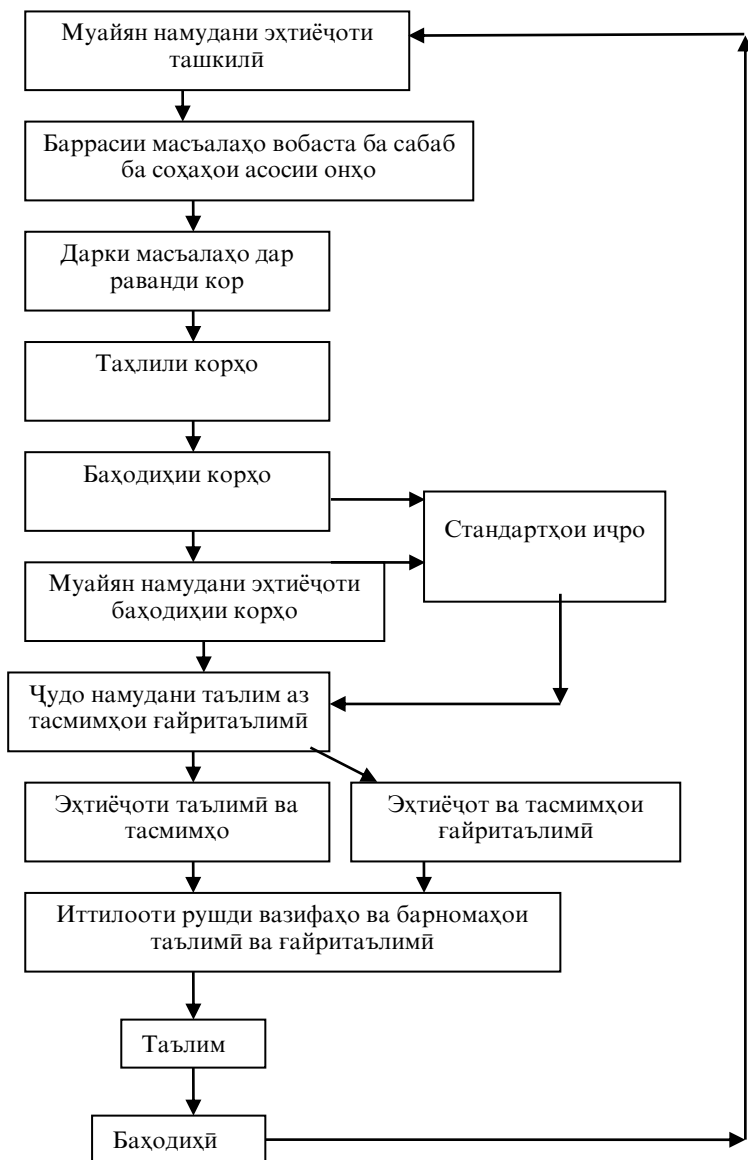 Муайян намудани эҳтиёҷоти
ташкилӣ
Баррасии масъалаҳо вобаста ба сабаб
ба соҳаҳои асосии онҳо
Дарки масъалаҳо дар
раванди кор
Таҳлили корҳо
Баҳодиҳии корҳо
Стандартҳои иҷро
Муайян намудани эҳтиёҷоти
баҳодиҳии корҳо
Ҷудо намудани таълим аз
тасмимҳои ғайритаълимӣ
Эҳтиёҷоти таълимӣ ва
тасмимҳо
Эҳтиёҷот ва тасмимҳои
ғайритаълимӣ
Иттилооти рушди вазифаҳо ва барномаҳои
таълимӣ ва ғайритаълимӣ
Таълим
Баҳодиҳӣ